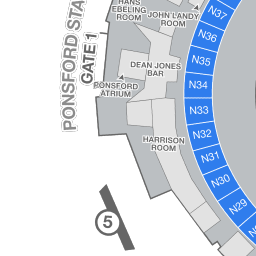 HANS
EBELING
ROOM
JOHN LANDY
ROOM
N37
N36
DEAN JONES
BAR
N35
PONSFORD STA
GATE 1
PONSFORD
ATRIUM
N34
N33
HARRISON
ROOM
N32
N31
N30
N29
5